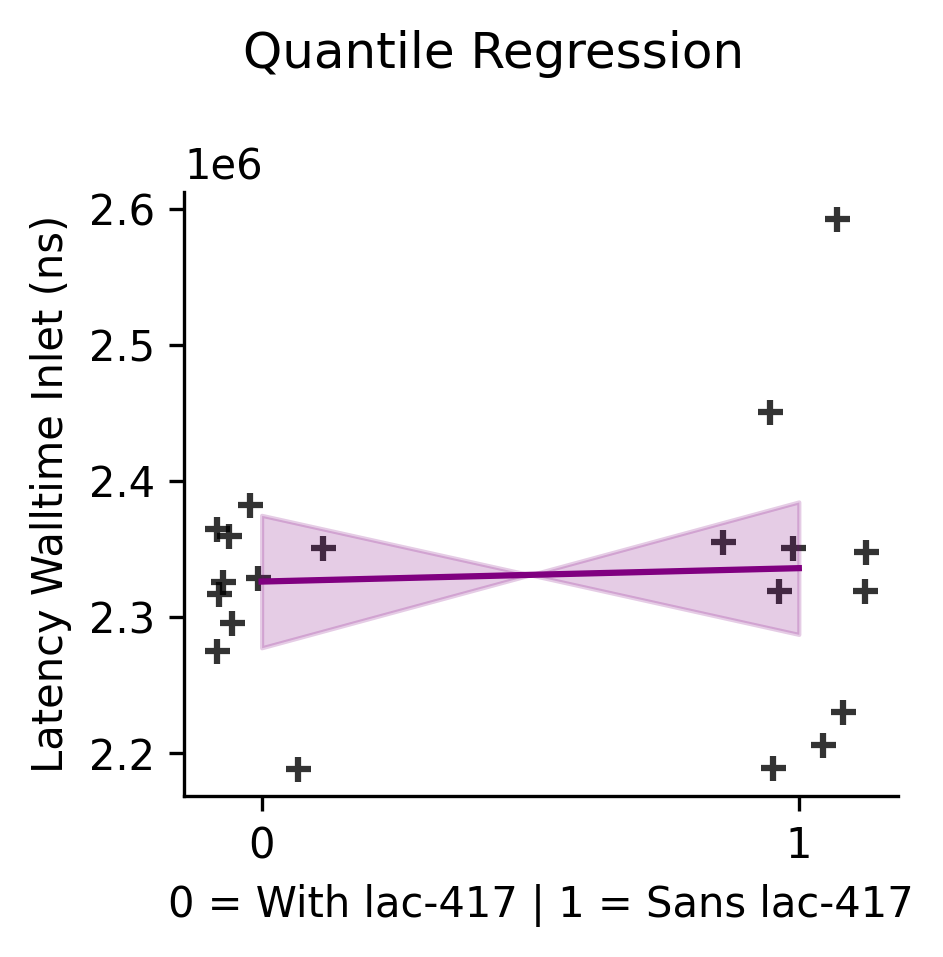 Quantile Regression
1e6
Latency Walltime Inlet (ns)
2.6
2.5
2.4
2.3
2.2
0 1
0 = With lac-417 | 1 = Sans lac-417